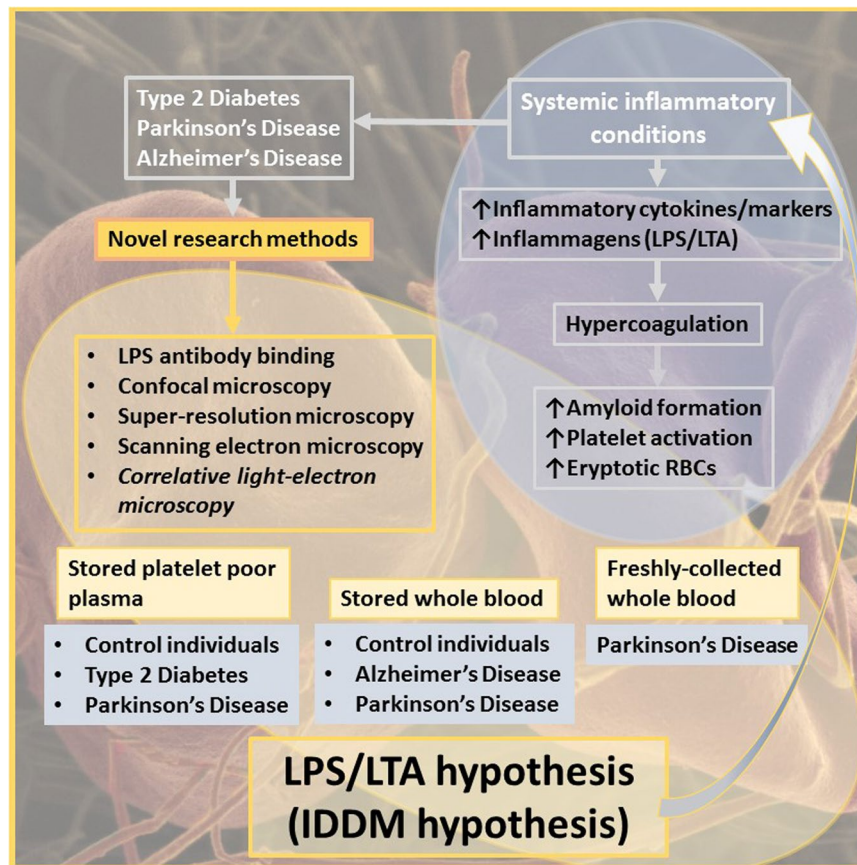 Type 2 Diabetes
Parkinson's Disease
Alzheimer's Disease
Systemic inflammatory
conditions
Novel research methods
↑Inflammatory cytokines/markers
↑Inflammagens (LPS/LTA)
Hypercoagulation
• LPS antibody binding
• Confocal microscopy
• Super-resolution microscopy
• Scanning electron microscopy
• Correlative light-electron
microscopy
↑Amyloid formation
↑Platelet activation
↑Eryptotic RBCs
Stored platelet poor
plasma
• Control individuals
• Type 2 Diabetes
• Parkinson's Disease
Stored whole blood
• Control individuals
• Alzheimer's Disease
• Parkinson's Disease
Freshly-collected
whole blood
Parkinson's Disease
LPS/LTA hypothesis
(IDDM hypothesis)